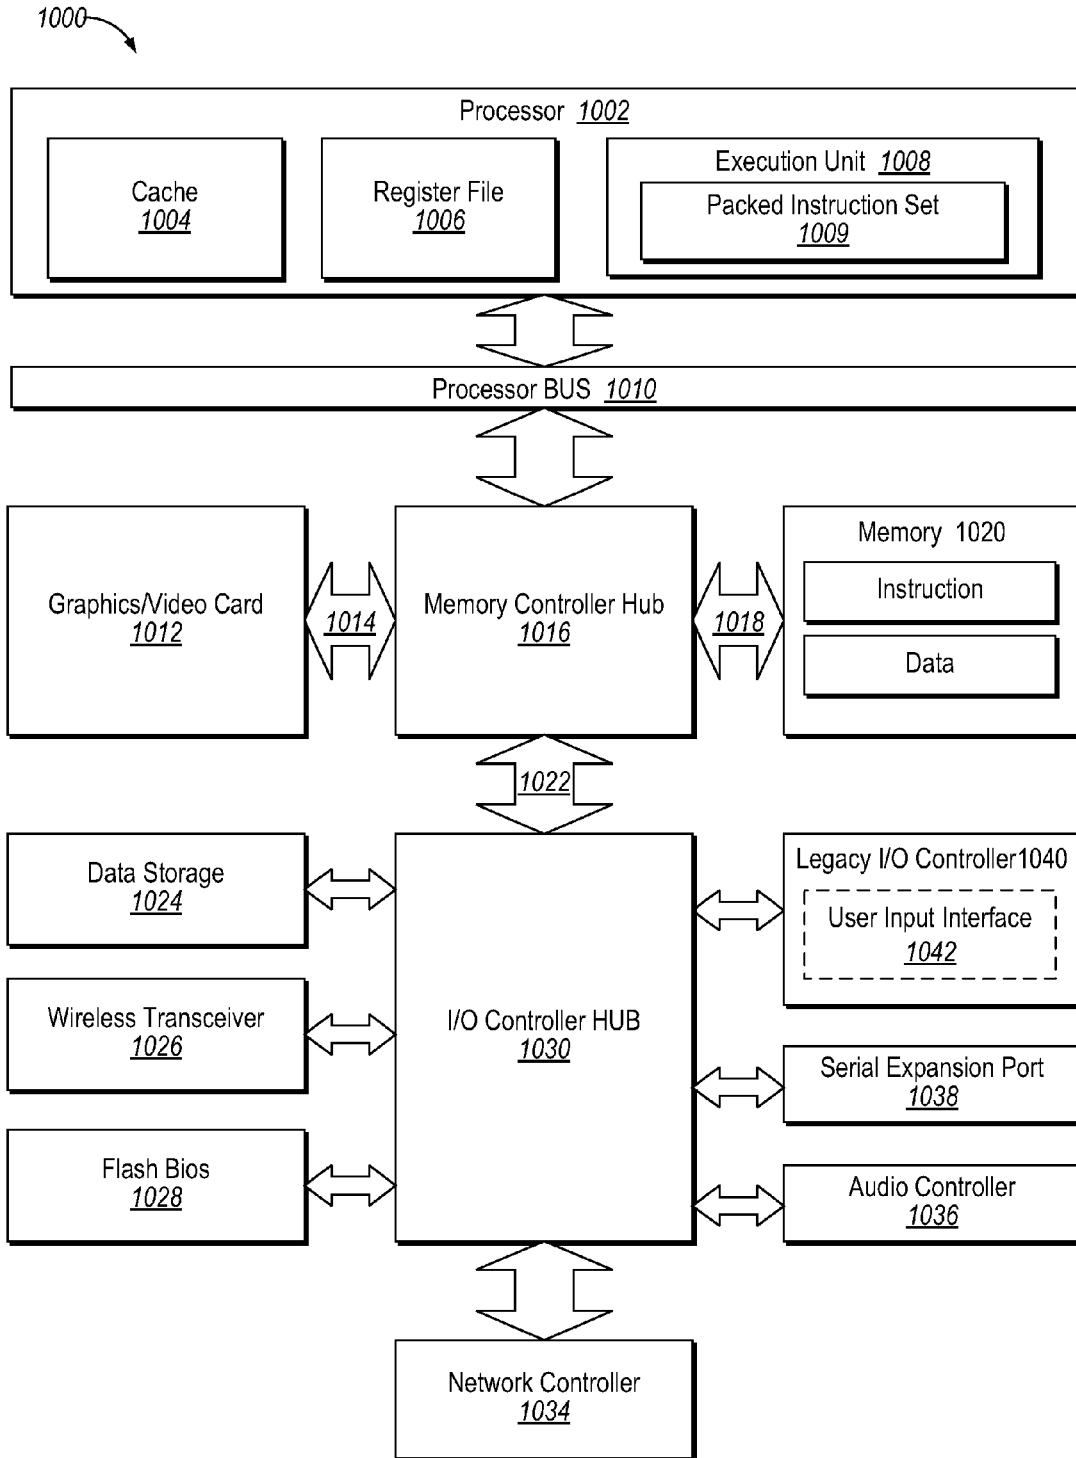 1000
Processor 1002
Cache
1004
Register File
1006
Execution Unit 1008
Packed Instruction Set
1009
Processor BUS 1010
Graphics/Video Card
1012
1014
Memory Controller Hub
1016
1018
Memory 1020
Instruction
Data
1022
Data Storage
1024
Wireless Transceiver
1026
Flash Bios
1028
I/O Controller HUB
1030
Legacy I/O Controller1040
User Input Interface
1042
Serial Expansion Port
1038
Audio Controller
1036
Network Controller
1034